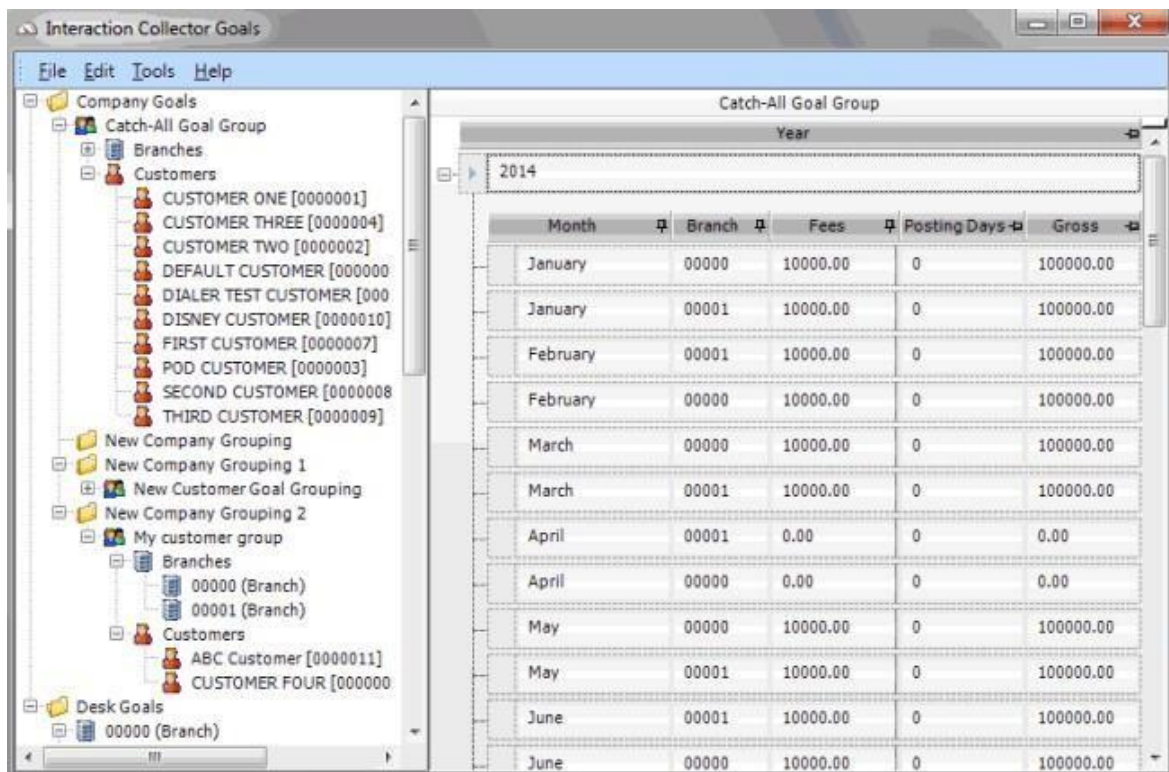 Interaction Collector Goals
File Edit Tools Help
Company Goals
Catch-All Goal Group
Branches
Customers
CUSTOMER ONE [0000001]
CUSTOMER THREE [0000004]
CUSTOMER TWO [0000002]
DEFAULT CUSTOMER [000000
DIALER TEST CUSTOMER [000
DISNEY CUSTOMER [0000010]
FIRST CUSTOMER [0000007]
POD CUSTOMER [0000003]
SECOND CUSTOMER [0000008
THIRD CUSTOMER [0000009]
New Company Grouping
New Company Grouping 1
New Customer Goal Grouping
New Company Grouping 2
My customer group
Branches
00000 (Branch)
00001 (Branch)
Customers
ABC Customer [0000011]
CUSTOMER FOUR [000000
Desk Goals
00000 (Branch)
Catch-All Goal Group
Year
2014
Month Branch Fees Posting Days Gross
January 00000 10000.00 0 100000.00
January 00001 10000.00 0 100000.00
February 00001 10000.00 0 100000.00
February 00000 10000.00 0 100000.00
March 00000 10000.00 0 100000.00
March 00001 10000.00 0 100000.00
April 00001 0.00 0 0.00
April 00000 0.00 0 0.00
May 00000 10000.00 0 100000.00
May 00001 10000.00 0 100000.00
June 00001 10000.00 0 100000.00
June 00000 10000.00 0 100000.00